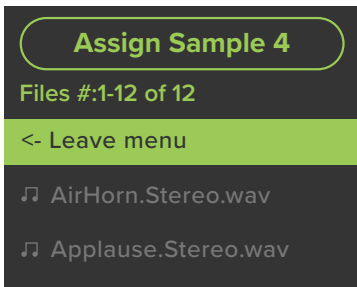 Assign Sample 4
Files #:1-12 of 12
<- Leave menu
AirHorn.Stereo.wav
Applause.Stereo.wav